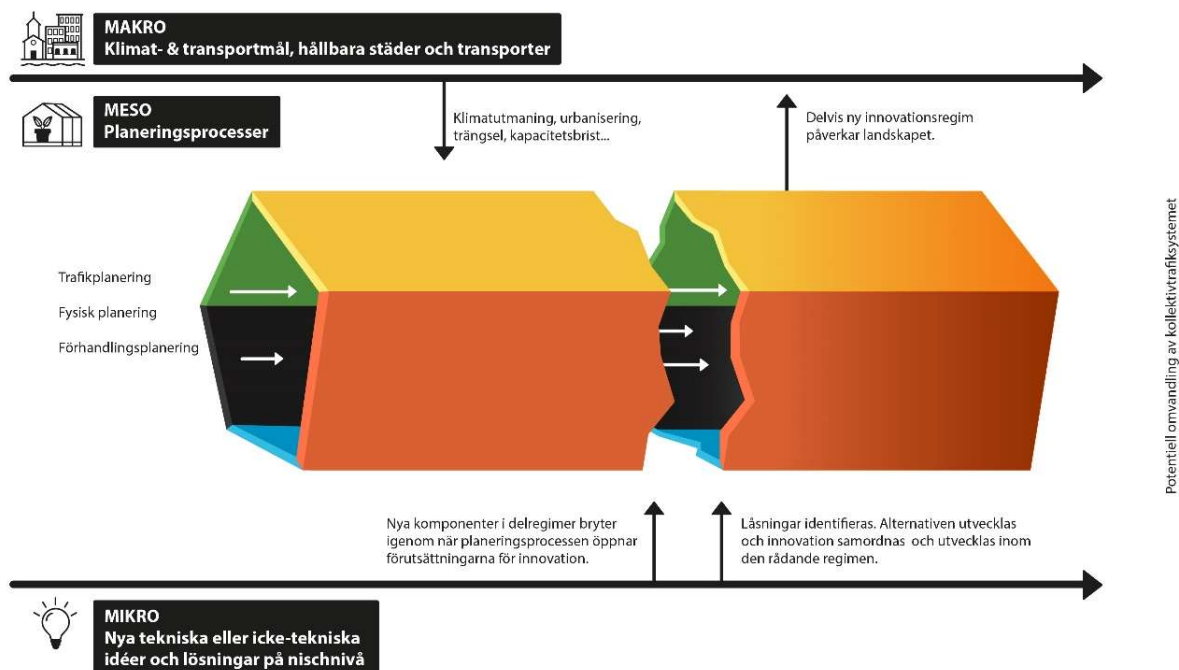 MAKRO
Klimat- & transportmål, hållbara städer och transporter
MESO
Planeringsprocesser
Klimatutmaning, urbanisering,
trängsel, kapacitetsbrist...
Delvis ny innovationsregim
påverkar landskapet.
Trafikplanering
Fysisk planering
Förhandlingsplanering
Potentiell omvandling av kollektivtrafiksystemet
Nya komponenter i delregimer bryter
igenom när planeringsprocessen öppnar
förutsättningarna för innovation.
Låsningar identifieras. Alternativen utvecklas
och innovation samordnas och utvecklas inom
den rådande regimen.
MIKRO
Nya tekniska eller icke-tekniska
idéer och lösningar på nischnivå